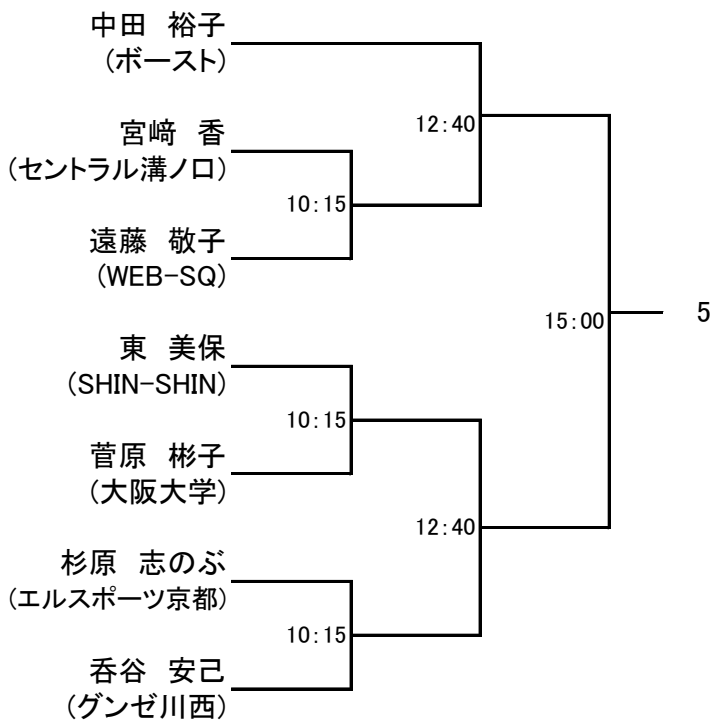 中田　裕子
(ボースト)
12:40
宮﨑　香
(セントラル溝ノ口)
10:15
遠藤　敬子
(WEB-SQ)
15:00
5
東　美保
(SHIN-SHIN)
10:15
菅原　彬子
(大阪大学)
12:40
杉原　志のぶ
(エルスポーツ京都)
10:15
呑谷　安己
(グンゼ川西)